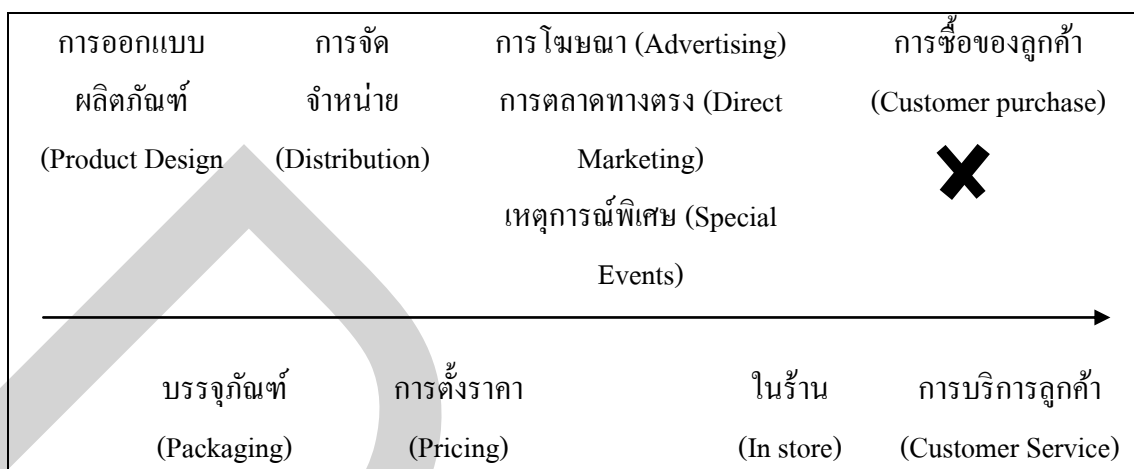 การออกแบบ
ผลิตภัณฑ์
(Product Design
การจัด
จำหน่าย
(Distribution)
การโฆษณา (Advertising)
การตลาดทางตรง (Direct
Marketing)
เหตุการณ์พิเศษ (Special
Events)
การซื้อของลูกค้า
(Customer purchase)
บรรจุภัณฑ์
(Packaging)
การตั้งราคา
(Pricing)
ในร้าน
(In store)
การบริการลูกค้า
(Customer Service)